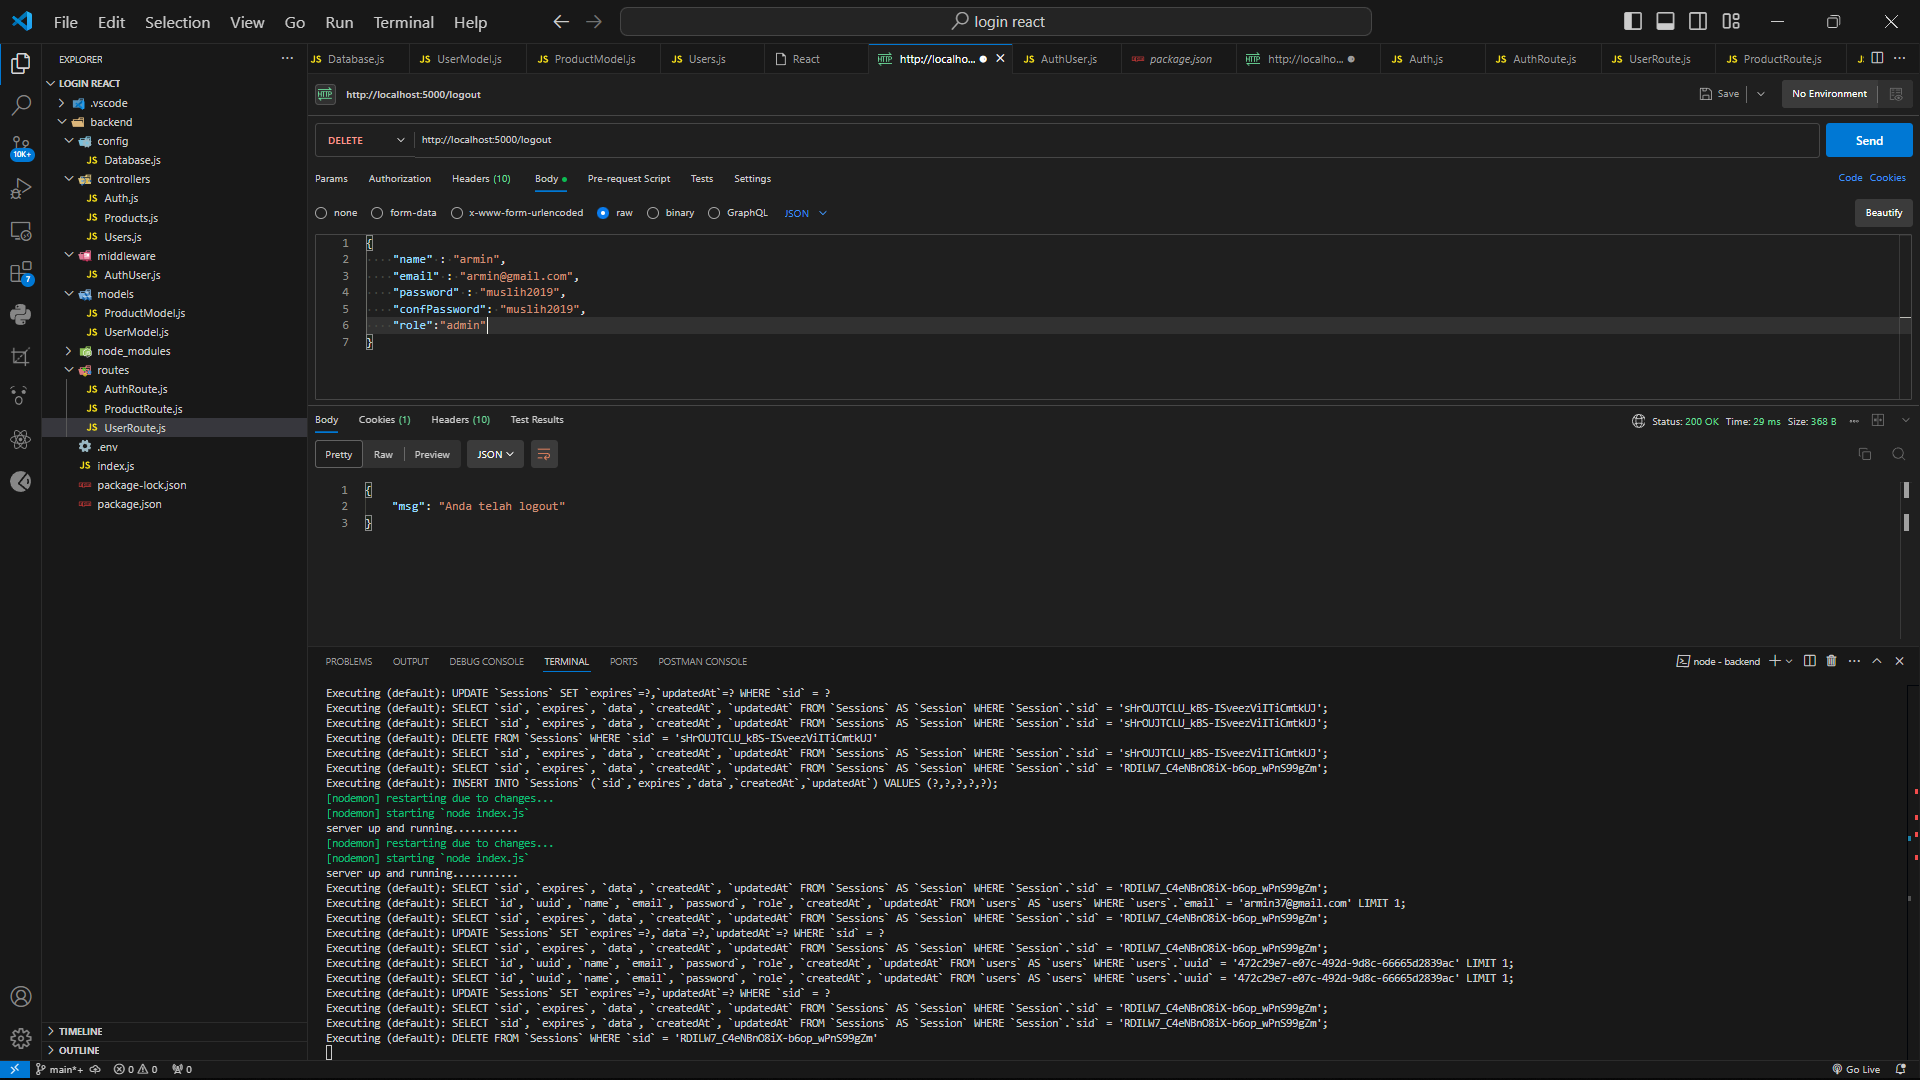 File Edit Selection View Go Run Terminal Help
login react
EXPLORER
Database.js UserModel.js ProductModel.js Users.js React http://localho... AuthUser.js package.json http://localho... Auth.js AuthRoute.js UserRoute.js ProductRoute.js
LOGIN REACT
.vscode
backend
config
Database.js
controllers
Auth.js
Products.js
Users.js
middleware
AuthUser.js
models
ProductModel.js
UserModel.js
node_modules
routes
AuthRoute.js
ProductRoute.js
UserRoute.js
.env
index.js
package-lock.json
package.json
TIMELINE
OUTLINE
10K+
7
http://localhost:5000/logout
Save
No Environment
DELETE http://localhost:5000/logout
Send
Params Authorization Headers (10) Body Pre-request Script Tests Settings
Code Cookies
none form-data x-www-form-urlencoded raw binary GraphQL JSON
Beautify
1 {
2 "name" : "armin",
3 "email" : "armin@gmail.com",
4 "password" : "muslih2019",
5 "confPassword": "muslih2019",
6 "role":"admin"
7 }
Body Cookies (1) Headers (10) Test Results
Status: 200 OK Time: 29 ms Size: 368 B
Pretty Raw Preview JSON
1 {
2 "msg": "Anda telah logout"
3 }
PROBLEMS OUTPUT DEBUG CONSOLE TERMINAL PORTS POSTMAN CONSOLE
node - backend
Executing (default): UPDATE `Sessions` SET `expires`=?,`updatedAt`=? WHERE `sid` = ?
Executing (default): SELECT `sid`, `expires`, `data`, `createdAt`, `updatedAt` FROM `Sessions` AS `Session` WHERE `Session`.`sid` = 'sHrOUJTCLU_kBS-ISveezViITiCmtkUJ';
Executing (default): SELECT `sid`, `expires`, `data`, `createdAt`, `updatedAt` FROM `Sessions` AS `Session` WHERE `Session`.`sid` = 'sHrOUJTCLU_kBS-ISveezViITiCmtkUJ';
Executing (default): DELETE FROM `Sessions` WHERE `sid` = 'sHrOUJTCLU_kBS-ISveezViITiCmtkUJ'
Executing (default): SELECT `sid`, `expires`, `data`, `createdAt`, `updatedAt` FROM `Sessions` AS `Session` WHERE `Session`.`sid` = 'sHrOUJTCLU_kBS-ISveezViITiCmtkUJ';
Executing (default): SELECT `sid`, `expires`, `data`, `createdAt`, `updatedAt` FROM `Sessions` AS `Session` WHERE `Session`.`sid` = 'RDILW7_C4eNBnO8iX-b6op_wPnS99gZm';
Executing (default): INSERT INTO `Sessions` (`sid`,`expires`,`data`,`createdAt`,`updatedAt`) VALUES (?,?,?,?,?);
[nodemon] restarting due to changes...
[nodemon] starting `node index.js`
server up and running...........
[nodemon] restarting due to changes...
[nodemon] starting `node index.js`
server up and running...........
Executing (default): SELECT `sid`, `expires`, `data`, `createdAt`, `updatedAt` FROM `Sessions` AS `Session` WHERE `Session`.`sid` = 'RDILW7_C4eNBnO8iX-b6op_wPnS99gZm';
Executing (default): SELECT `id`, `uuid`, `name`, `email`, `password`, `role`, `createdAt`, `updatedAt` FROM `users` AS `users` WHERE `users`.`email` = 'armin37@gmail.com' LIMIT 1;
Executing (default): SELECT `sid`, `expires`, `data`, `createdAt`, `updatedAt` FROM `Sessions` AS `Session` WHERE `Session`.`sid` = 'RDILW7_C4eNBnO8iX-b6op_wPnS99gZm';
Executing (default): UPDATE `Sessions` SET `expires`=?,`data`=?,`updatedAt`=? WHERE `sid` = ?
Executing (default): SELECT `sid`, `expires`, `data`, `createdAt`, `updatedAt` FROM `Sessions` AS `Session` WHERE `Session`.`sid` = 'RDILW7_C4eNBnO8iX-b6op_wPnS99gZm';
Executing (default): SELECT `id`, `uuid`, `name`, `email`, `password`, `role`, `createdAt`, `updatedAt` FROM `users` AS `users` WHERE `users`.`uuid` = '472c29e7-e07c-492d-9d8c-66665d2839ac' LIMIT 1;
Executing (default): SELECT `id`, `uuid`, `name`, `email`, `password`, `role`, `createdAt`, `updatedAt` FROM `users` AS `users` WHERE `users`.`uuid` = '472c29e7-e07c-492d-9d8c-66665d2839ac' LIMIT 1;
Executing (default): UPDATE `Sessions` SET `expires`=?,`updatedAt`=? WHERE `sid` = ?
Executing (default): SELECT `sid`, `expires`, `data`, `createdAt`, `updatedAt` FROM `Sessions` AS `Session` WHERE `Session`.`sid` = 'RDILW7_C4eNBnO8iX-b6op_wPnS99gZm';
Executing (default): SELECT `sid`, `expires`, `data`, `createdAt`, `updatedAt` FROM `Sessions` AS `Session` WHERE `Session`.`sid` = 'RDILW7_C4eNBnO8iX-b6op_wPnS99gZm';
Executing (default): DELETE FROM `Sessions` WHERE `sid` = 'RDILW7_C4eNBnO8iX-b6op_wPnS99gZm'
main*+ 0 0 0
Go Live